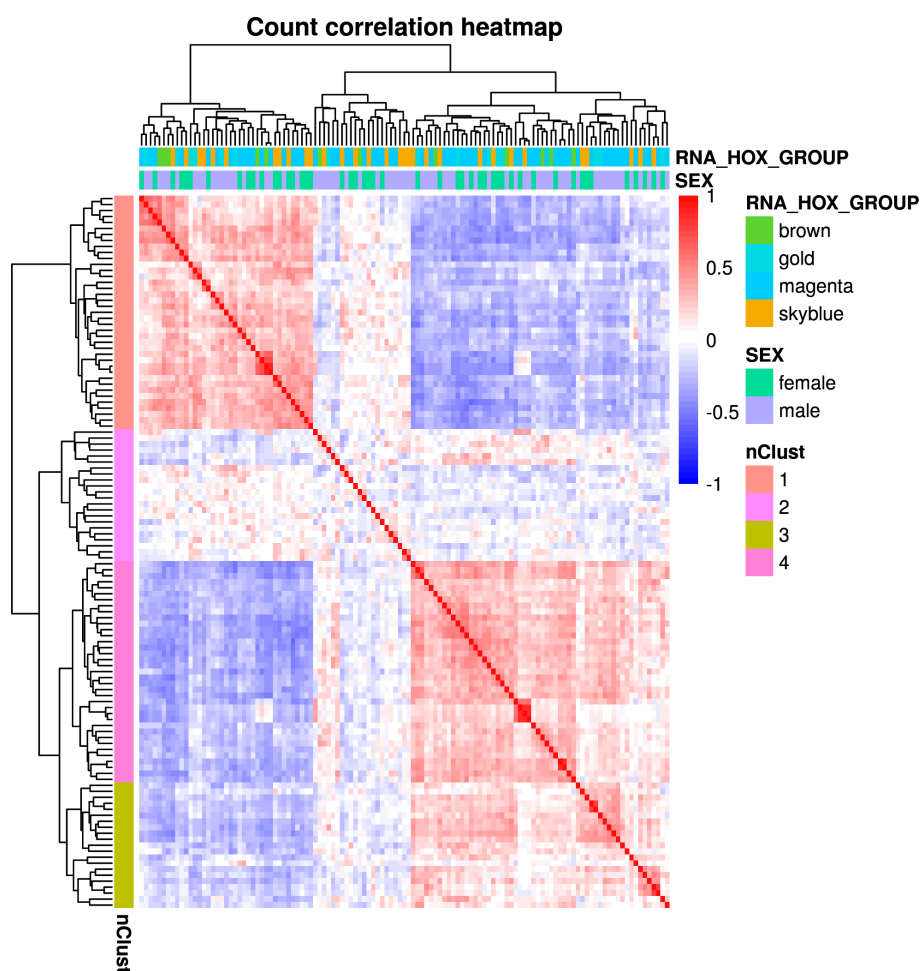 Count correlation heatmap
RNA_HOX_GROUP
SEX
1
0.5
0
-0.5
-1
RNA_HOX_GROUP
brown
gold
magenta
skyblue
SEX
female
male
nClust
1
2
3
4
nClust